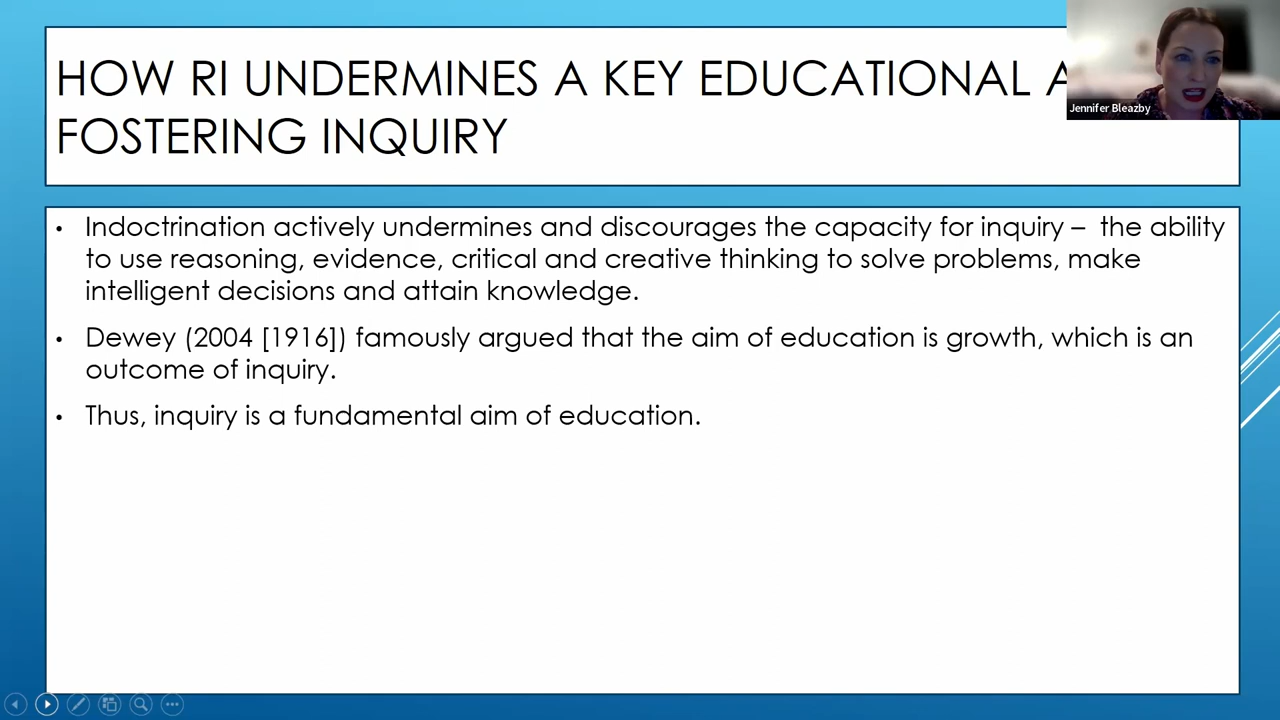 HOW RI UNDERMINES A KEY EDUCATIONAL
FOSTERING INQUIRY
Jennifer Bleazby
• Indoctrination actively undermines and discourages the capacity for inquiry – the ability
to use reasoning, evidence, critical and creative thinking to solve problems, make
intelligent decisions and attain knowledge.
• Dewey (2004 [1916]) famously argued that the aim of education is growth, which is an
outcome of inquiry.
• Thus, inquiry is a fundamental aim of education.